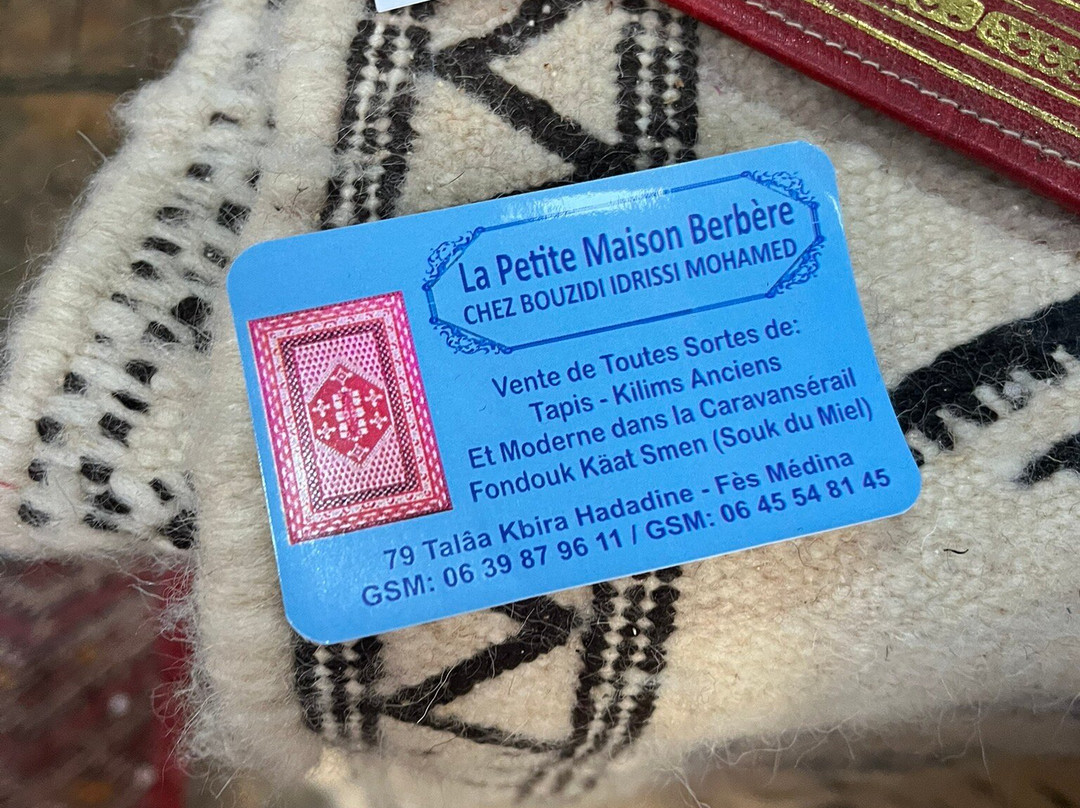 La Petite Maison Berbère
CHEZ BOUZIDI IDRISSI MOHAMED
Vente de Toutes Sortes de:
Tapis - Kilims Anciens
Et Moderne dans la Caravansérail
Fondouk Käat Smen (Souk du Miel)
79 Talâa Kbira Hadadine - Fès Médina
GSM: 06 39 87 96 11 / GSM: 06 45 54 81 45